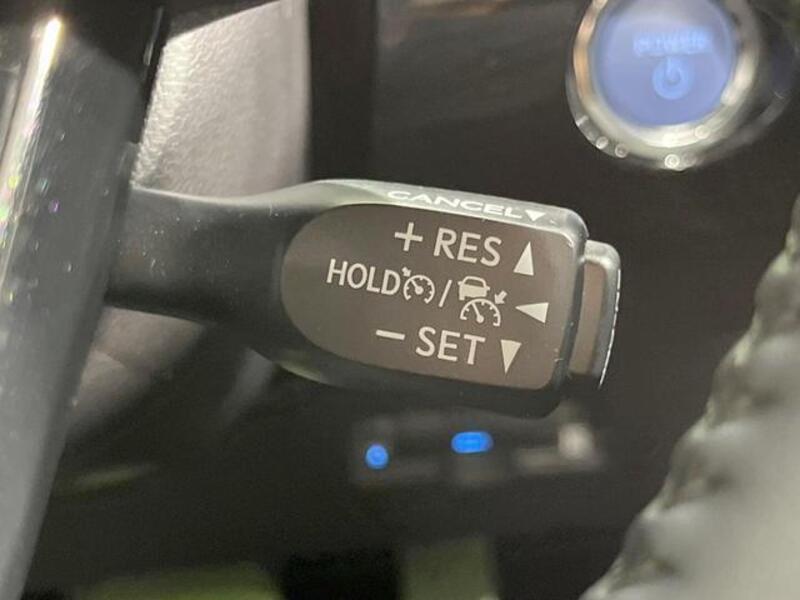 CANCEL▼
+ RES ▲
HOLD / ◀
− SET ▼
POWER